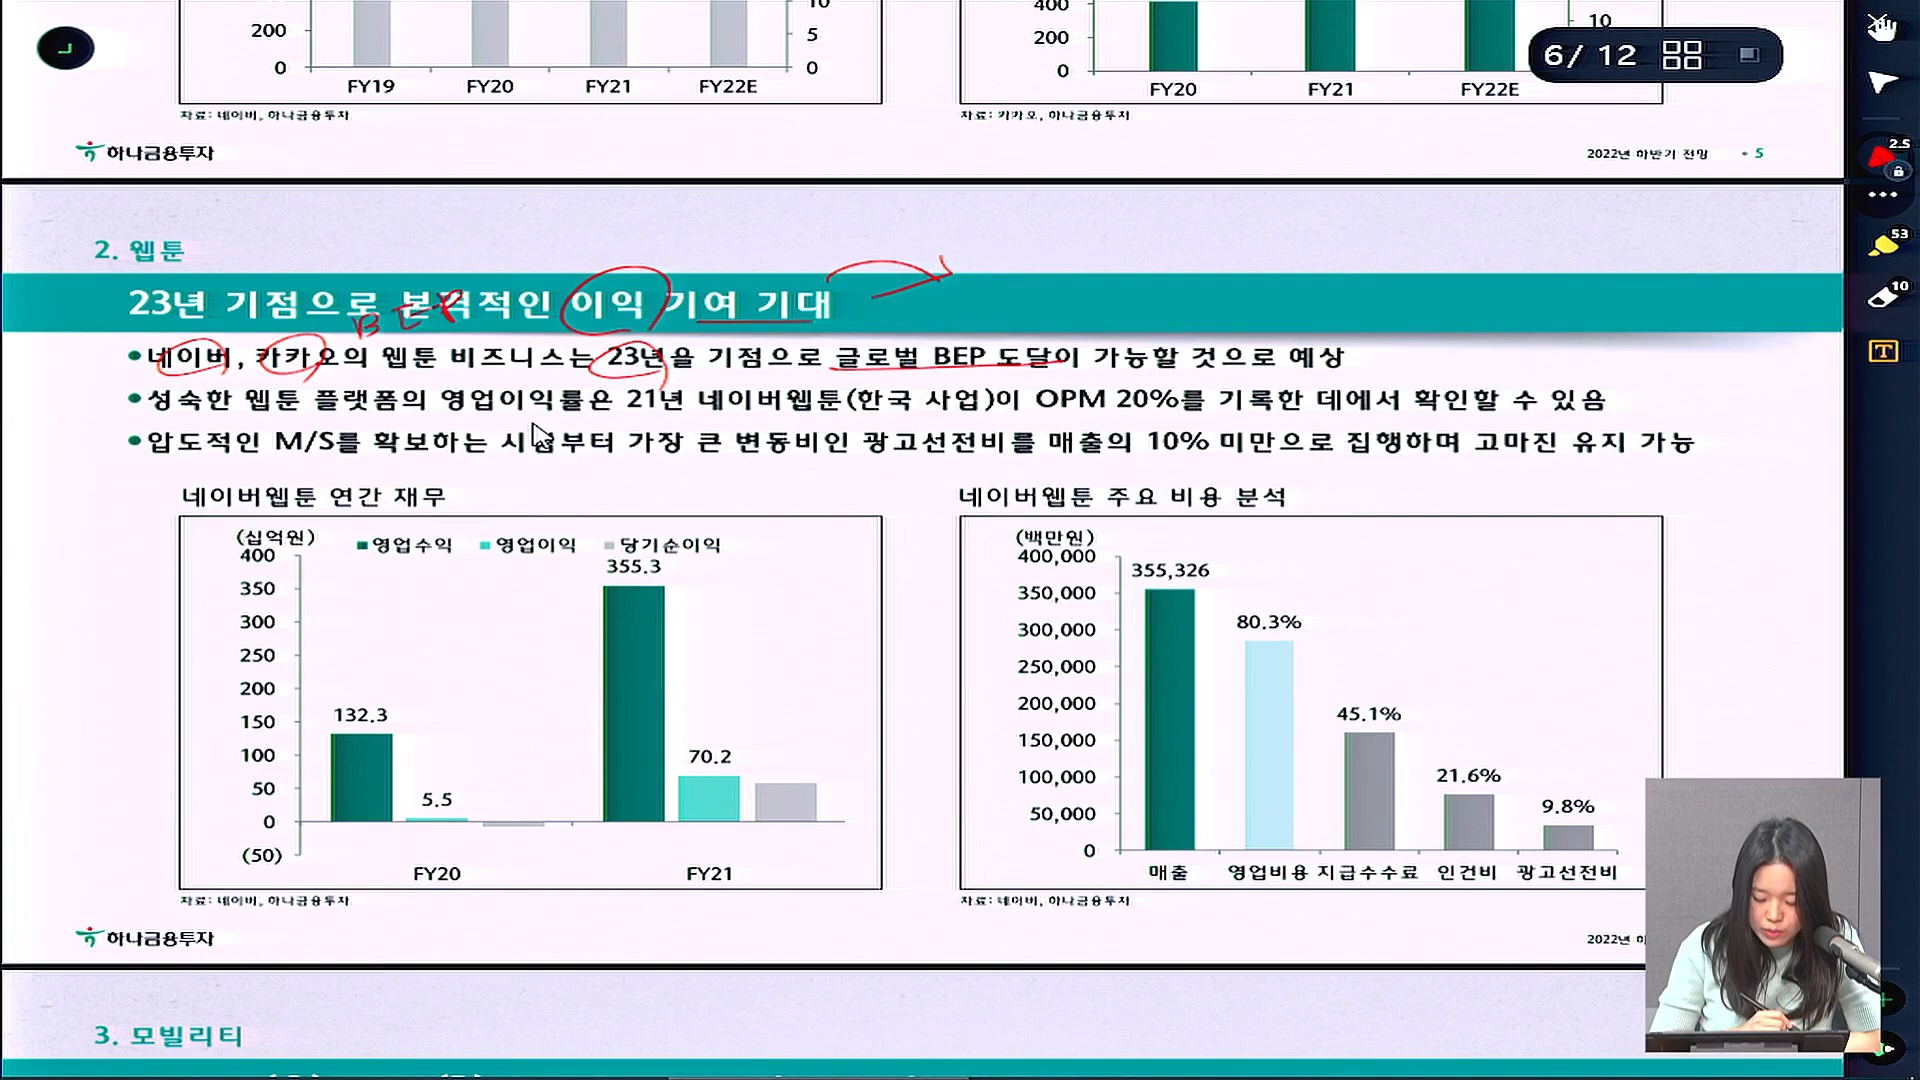 200
0
FY19 FY20 FY21 FY22E
10
5
0
자료: 네이버, 하나금융투자
400
200
0
FY20 FY21 FY22E
10
자료: 카카오, 하나금융투자
6/ 12
하나금융투자
2022년 하반기 전망 • 5
2.5
53
10
T
2. 웹툰
23년 기점으로 본격적인 이익 기여 기대
BEP
•네이버, 카카오의 웹툰 비즈니스는 23년을 기점으로 글로벌 BEP 도달이 가능할 것으로 예상
•성숙한 웹툰 플랫폼의 영업이익률은 21년 네이버웹툰(한국 사업)이 OPM 20%를 기록한 데에서 확인할 수 있음
•압도적인 M/S를 확보하는 시점부터 가장 큰 변동비인 광고선전비를 매출의 10% 미만으로 집행하며 고마진 유지 가능
네이버웹툰 연간 재무
(십억원)
영업수익 영업이익 당기순이익
400
350
300
250
200
150
100
50
0
(50)
132.3
5.5
355.3
70.2
FY20 FY21
자료: 네이버, 하나금융투자
네이버웹툰 주요 비용 분석
(백만원)
400,000
350,000
300,000
250,000
200,000
150,000
100,000
50,000
0
355,326
80.3%
45.1%
21.6%
9.8%
매출 영업비용 지급수수료 인건비 광고선전비
자료: 네이버, 하나금융투자
하나금융투자
2022년
3. 모빌리티